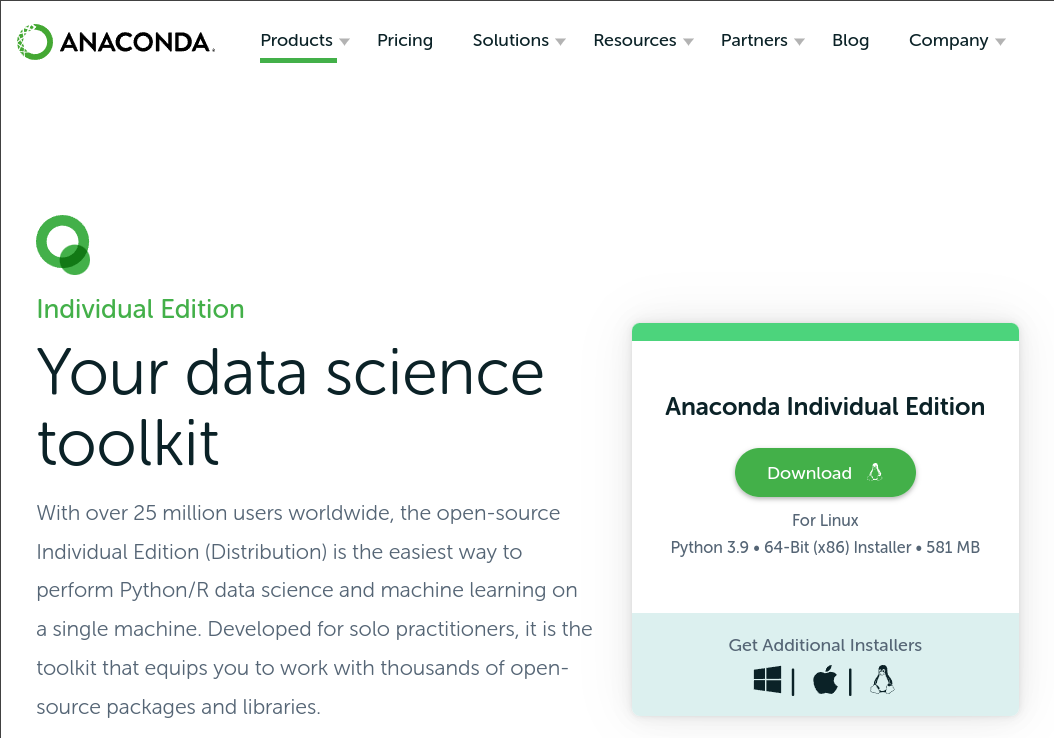 ANACONDA.
Products Pricing Solutions Resources Partners Blog Company
Individual Edition
Your data science
toolkit
With over 25 million users worldwide, the open-source
Individual Edition (Distribution) is the easiest way to
perform Python/R data science and machine learning on
a single machine. Developed for solo practitioners, it is the
toolkit that equips you to work with thousands of open-
source packages and libraries.
Anaconda Individual Edition
Download
For Linux
Python 3.9 • 64-Bit (x86) Installer • 581 MB
Get Additional Installers
| |